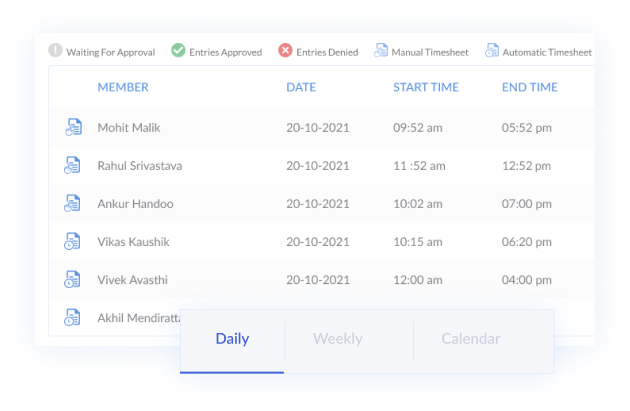 Waiting For Approval Entries Approved Entries Denied Manual Timesheet Automatic Timesheet
MEMBER DATE START TIME END TIME
Mohit Malik 20-10-2021 09:52 am 05:52 pm
Rahul Srivastava 20-10-2021 11 :52 am 12:52 pm
Ankur Handoo 20-10-2021 10:02 am 07:00 pm
Vikas Kaushik 20-10-2021 10:15 am 06:20 pm
Vivek Avasthi 20-10-2021 12:00 am 04:00 pm
Akhil Mendiratt
Daily Weekly Calendar